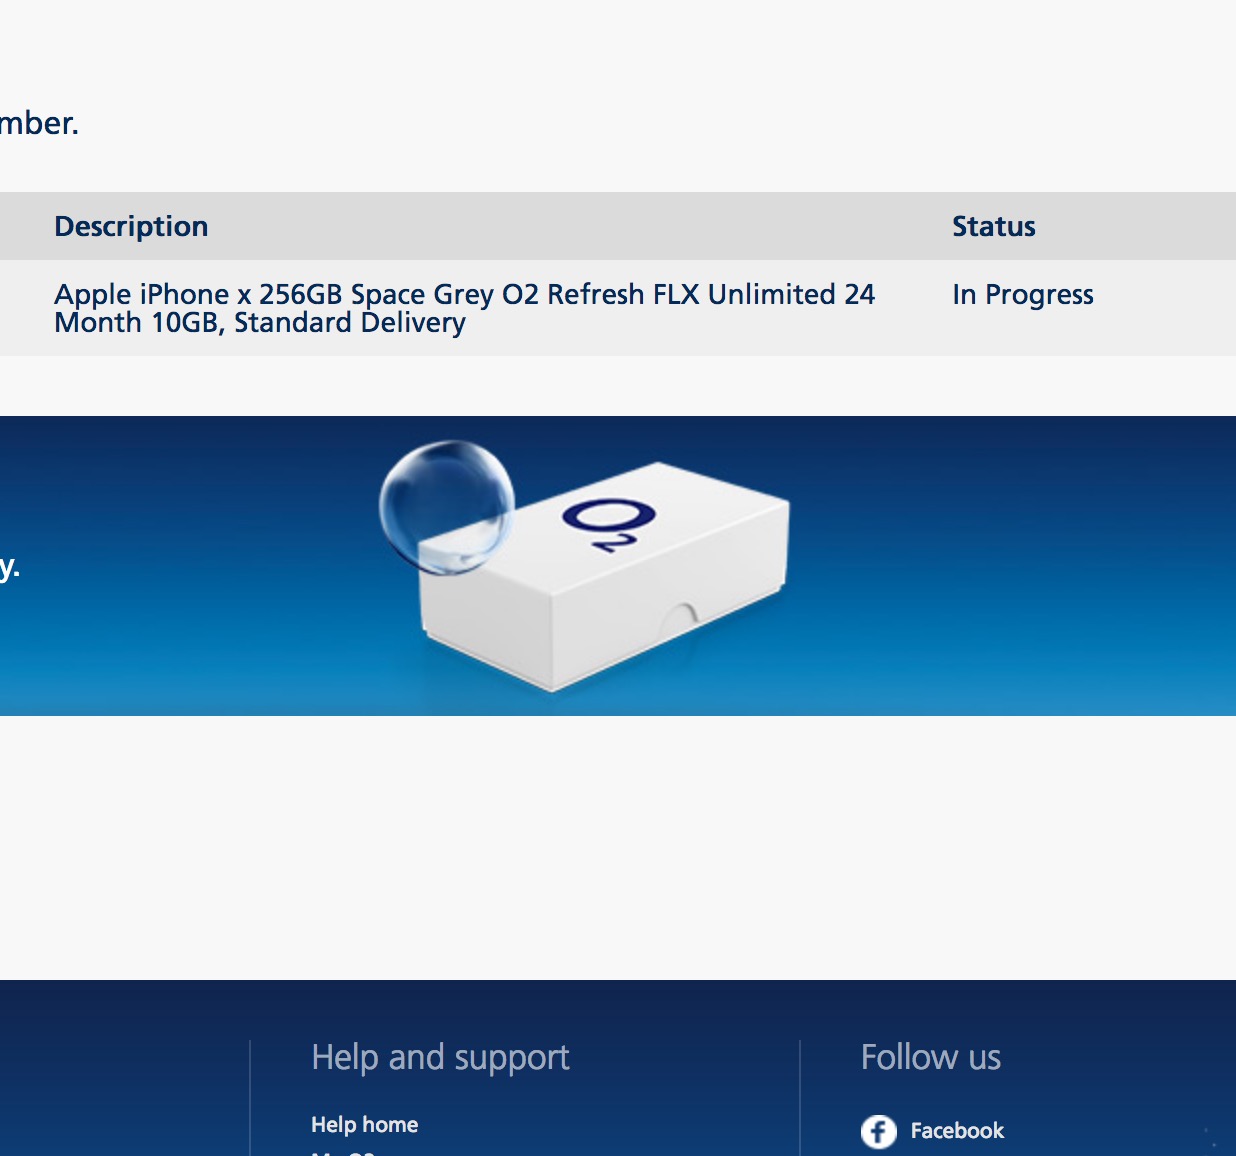 mber.
Description
Status
Apple iPhone x 256GB Space Grey O2 Refresh FLX Unlimited 24
Month 10GB, Standard Delivery
In Progress
O2
y.
Help and support
Follow us
Help home
Facebook